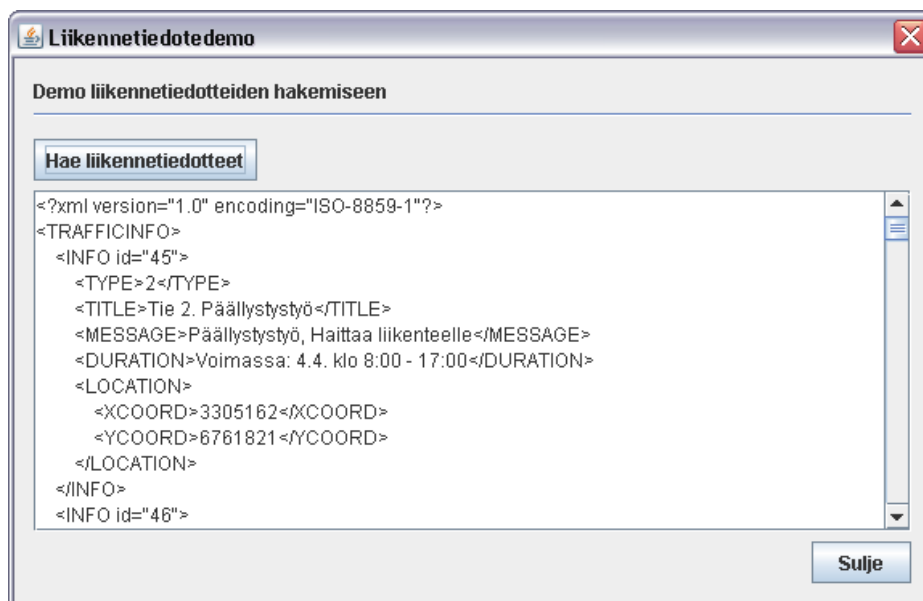 Liikennetiedotedemo
Demo liikennetiedotteiden hakemiseen
Hae liikennetiedotteet
<?xml version="1.0" encoding="ISO-8859-1"?>
<TRAFFICINFO>
<INFO id="45">
<TYPE>2</TYPE>
<TITLE>Tie 2. Päällystystyö</TITLE>
<MESSAGE>Päällystystyö, Haittaa liikenteelle</MESSAGE>
<DURATION>Voimassa: 4.4. klo 8:00 - 17:00</DURATION>
<LOCATION>
<XCOORD>3305162</XCOORD>
<YCOORD>6761821</YCOORD>
</LOCATION>
</INFO>
<INFO id="46">
Sulje